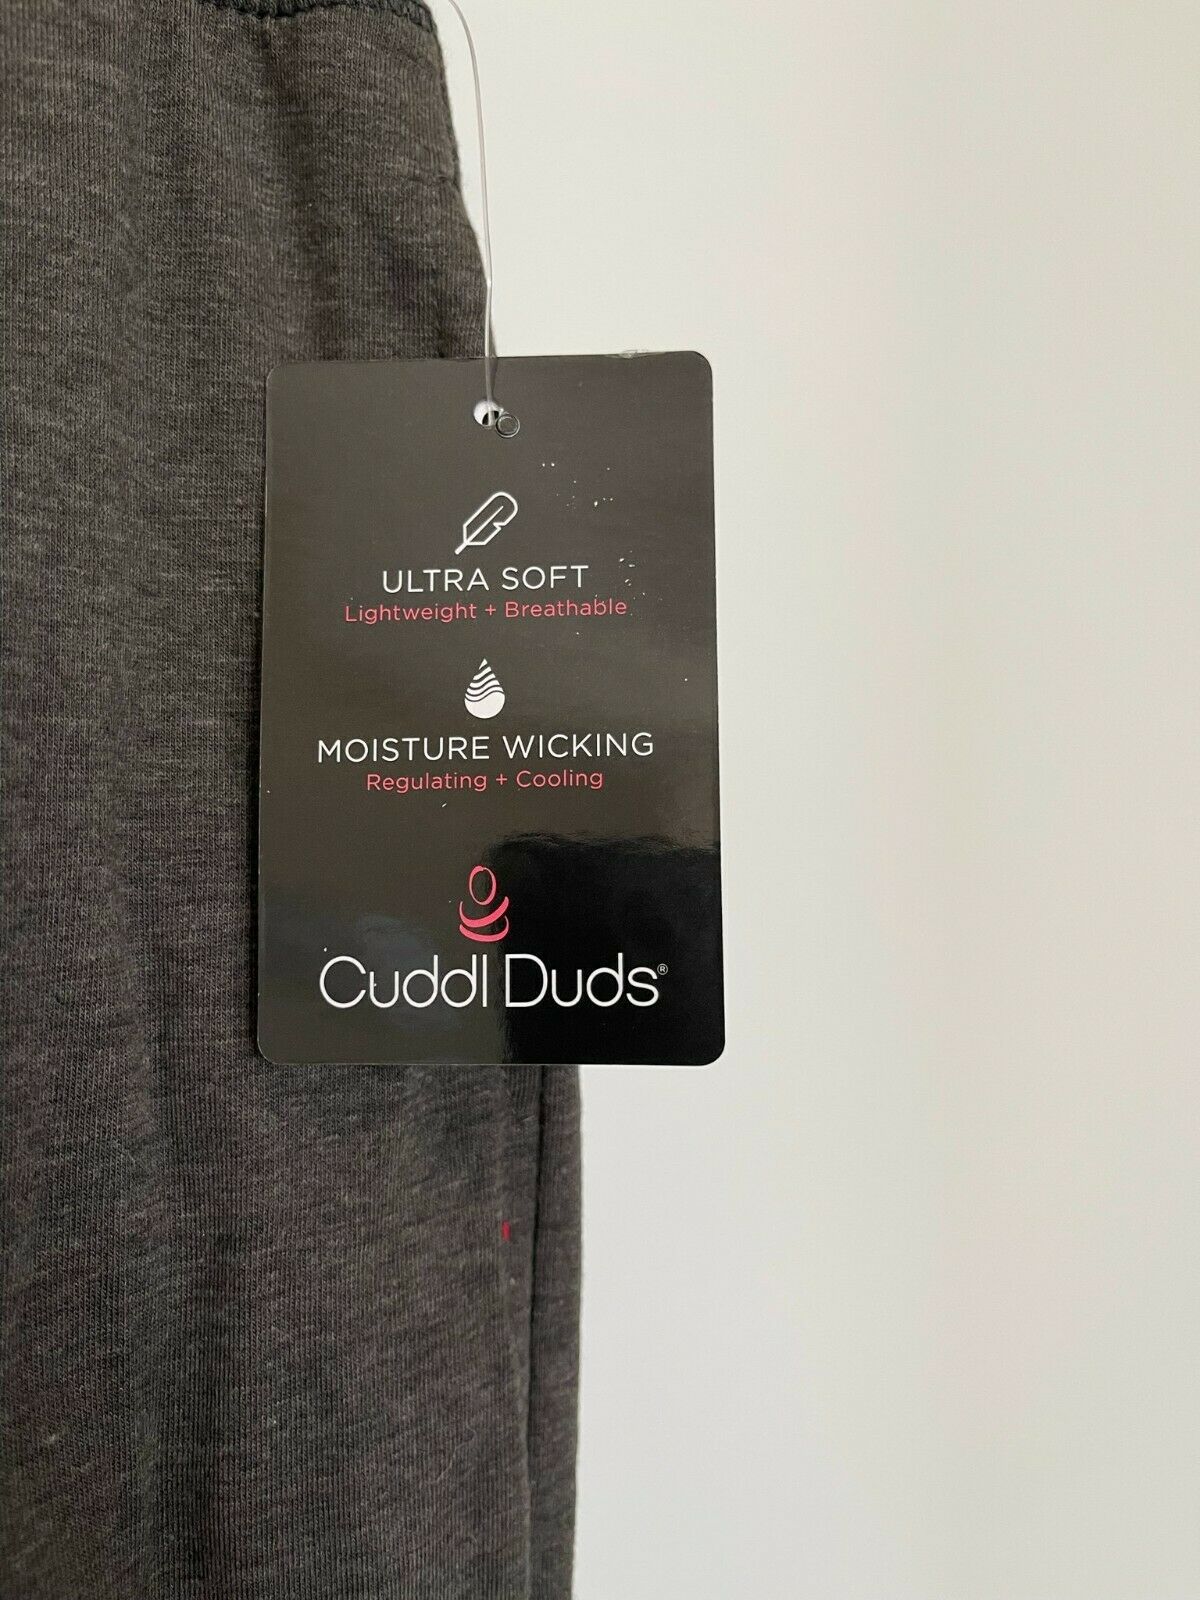 ULTRA SOFT
Lightweight + Breathable
MOISTURE WICKING
Regulating + Cooling
Cuddl Duds®